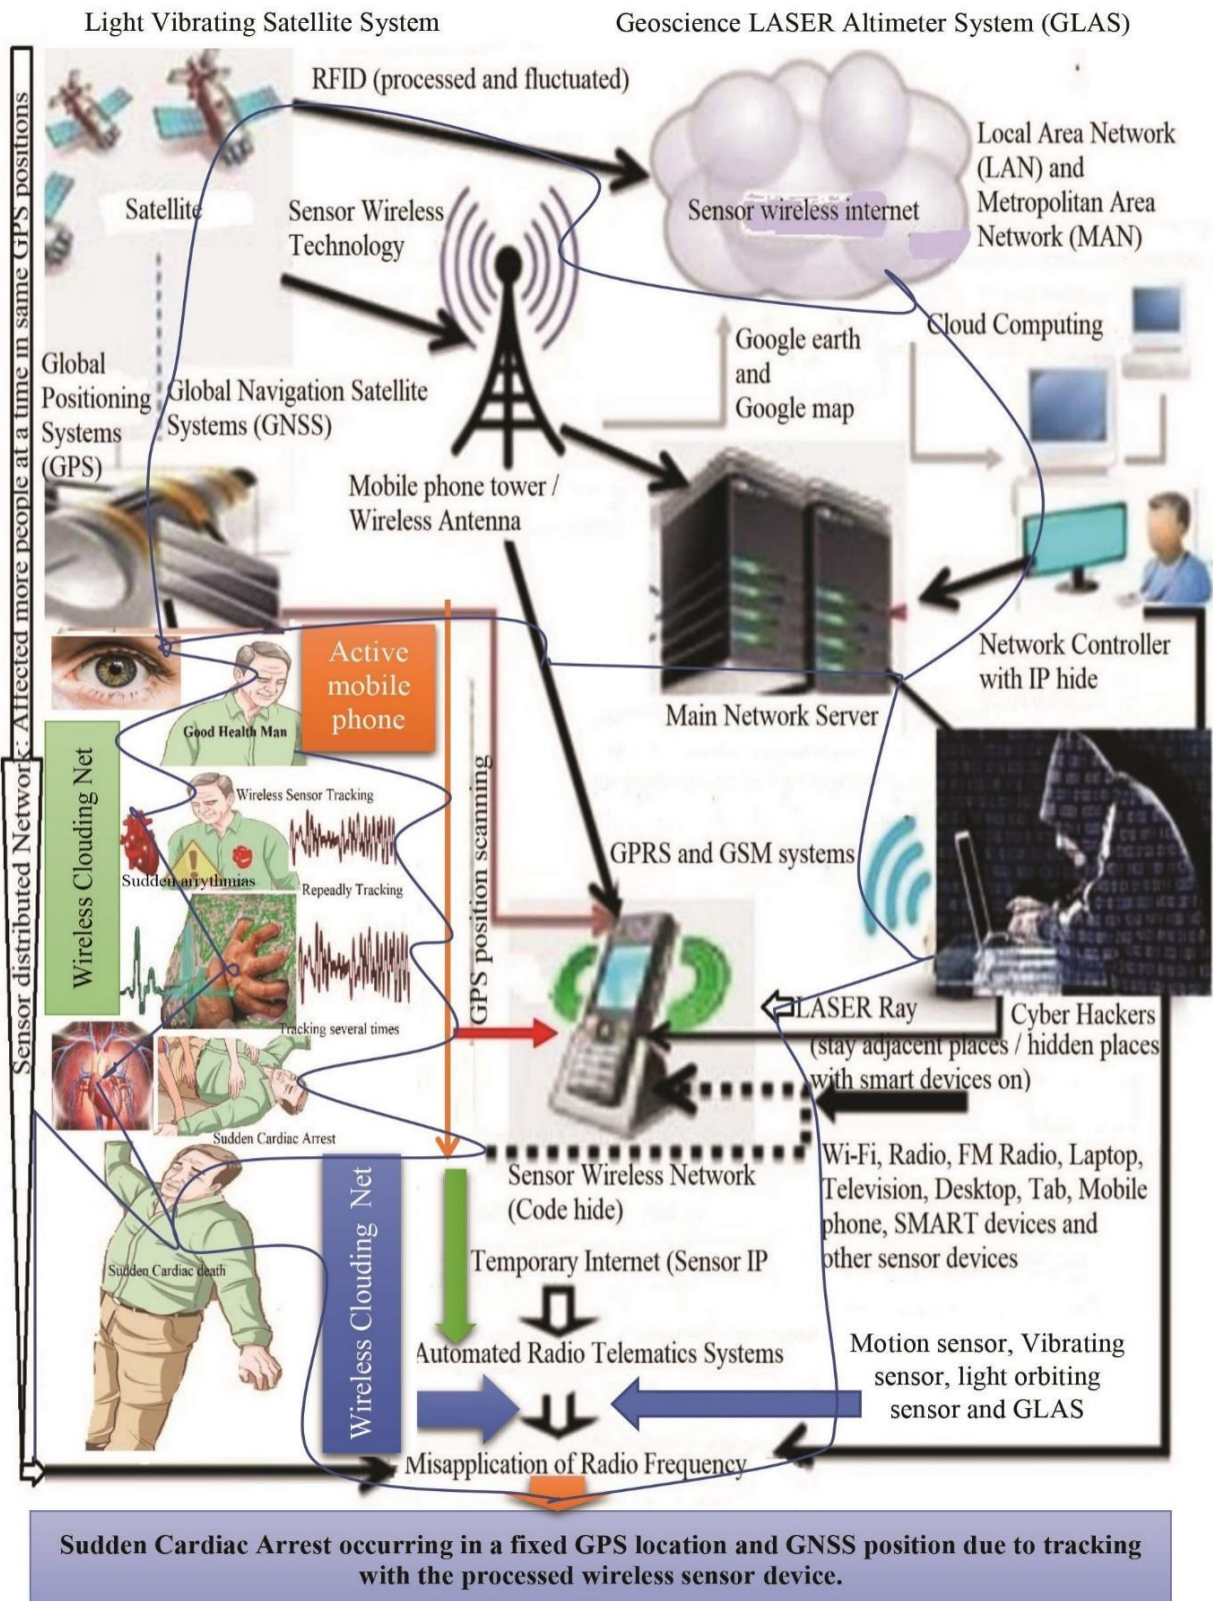 Light Vibrating Satellite System
Geoscience LASER Altimeter System (GLAS)
RFID (processed and fluctuated)
Satellite
Sensor Wireless
Technology
Sensor wireless internet
Local Area Network
(LAN) and
Metropolitan Area
Network (MAN)
Cloud Computing
Google earth
and
Google map
Global
Positioning
Systems
(GPS)
Global Navigation Satellite
Systems (GNSS)
Mobile phone tower /
Wireless Antenna
Main Network Server
Network Controller
with IP hide
Sensor distributed Network: Affected more people at a time in same GPS positions
Active
mobile
phone
Good Health Man
Wireless Clouding Net
Wireless Sensor Tracking
Sudden arrythmias
Repeadly Tracking
Tracking several times
Sudden Cardiac Arrest
Sudden Cardiac death
GPS position scanning
GPRS and GSM systems
LASER Ray
Cyber Hackers
(stay adjacent places / hidden places
with smart devices on)
Wi-Fi, Radio, FM Radio, Laptop,
Television, Desktop, Tab, Mobile
phone, SMART devices and
other sensor devices
Sensor Wireless Network
(Code hide)
Temporary Internet (Sensor IP
Wireless Clouding Net
Automated Radio Telematics Systems
Motion sensor, Vibrating
sensor, light orbiting
sensor and GLAS
Misapplication of Radio Frequency
Sudden Cardiac Arrest occurring in a fixed GPS location and GNSS position due to tracking
with the processed wireless sensor device.